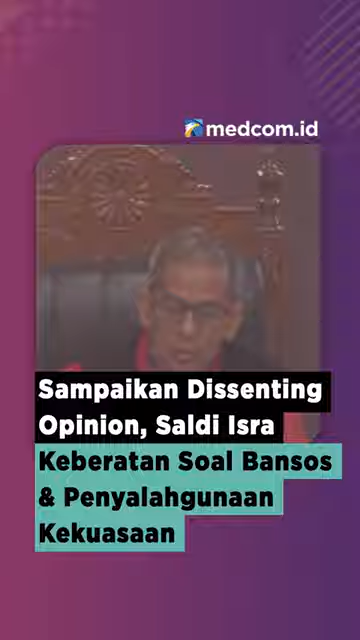 medcom.id
Sampaikan Dissenting
Opinion, Saldi Isra
Keberatan Soal Bansos
& Penyalahgunaan
Kekuasaan